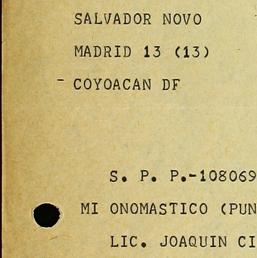 SALVADOR NOVO
MADRID 13 (13)
- COYOACAN DF
S. P. P.-108069
MI ONOMASTICO (PUN
LIC. JOAQUIN CI